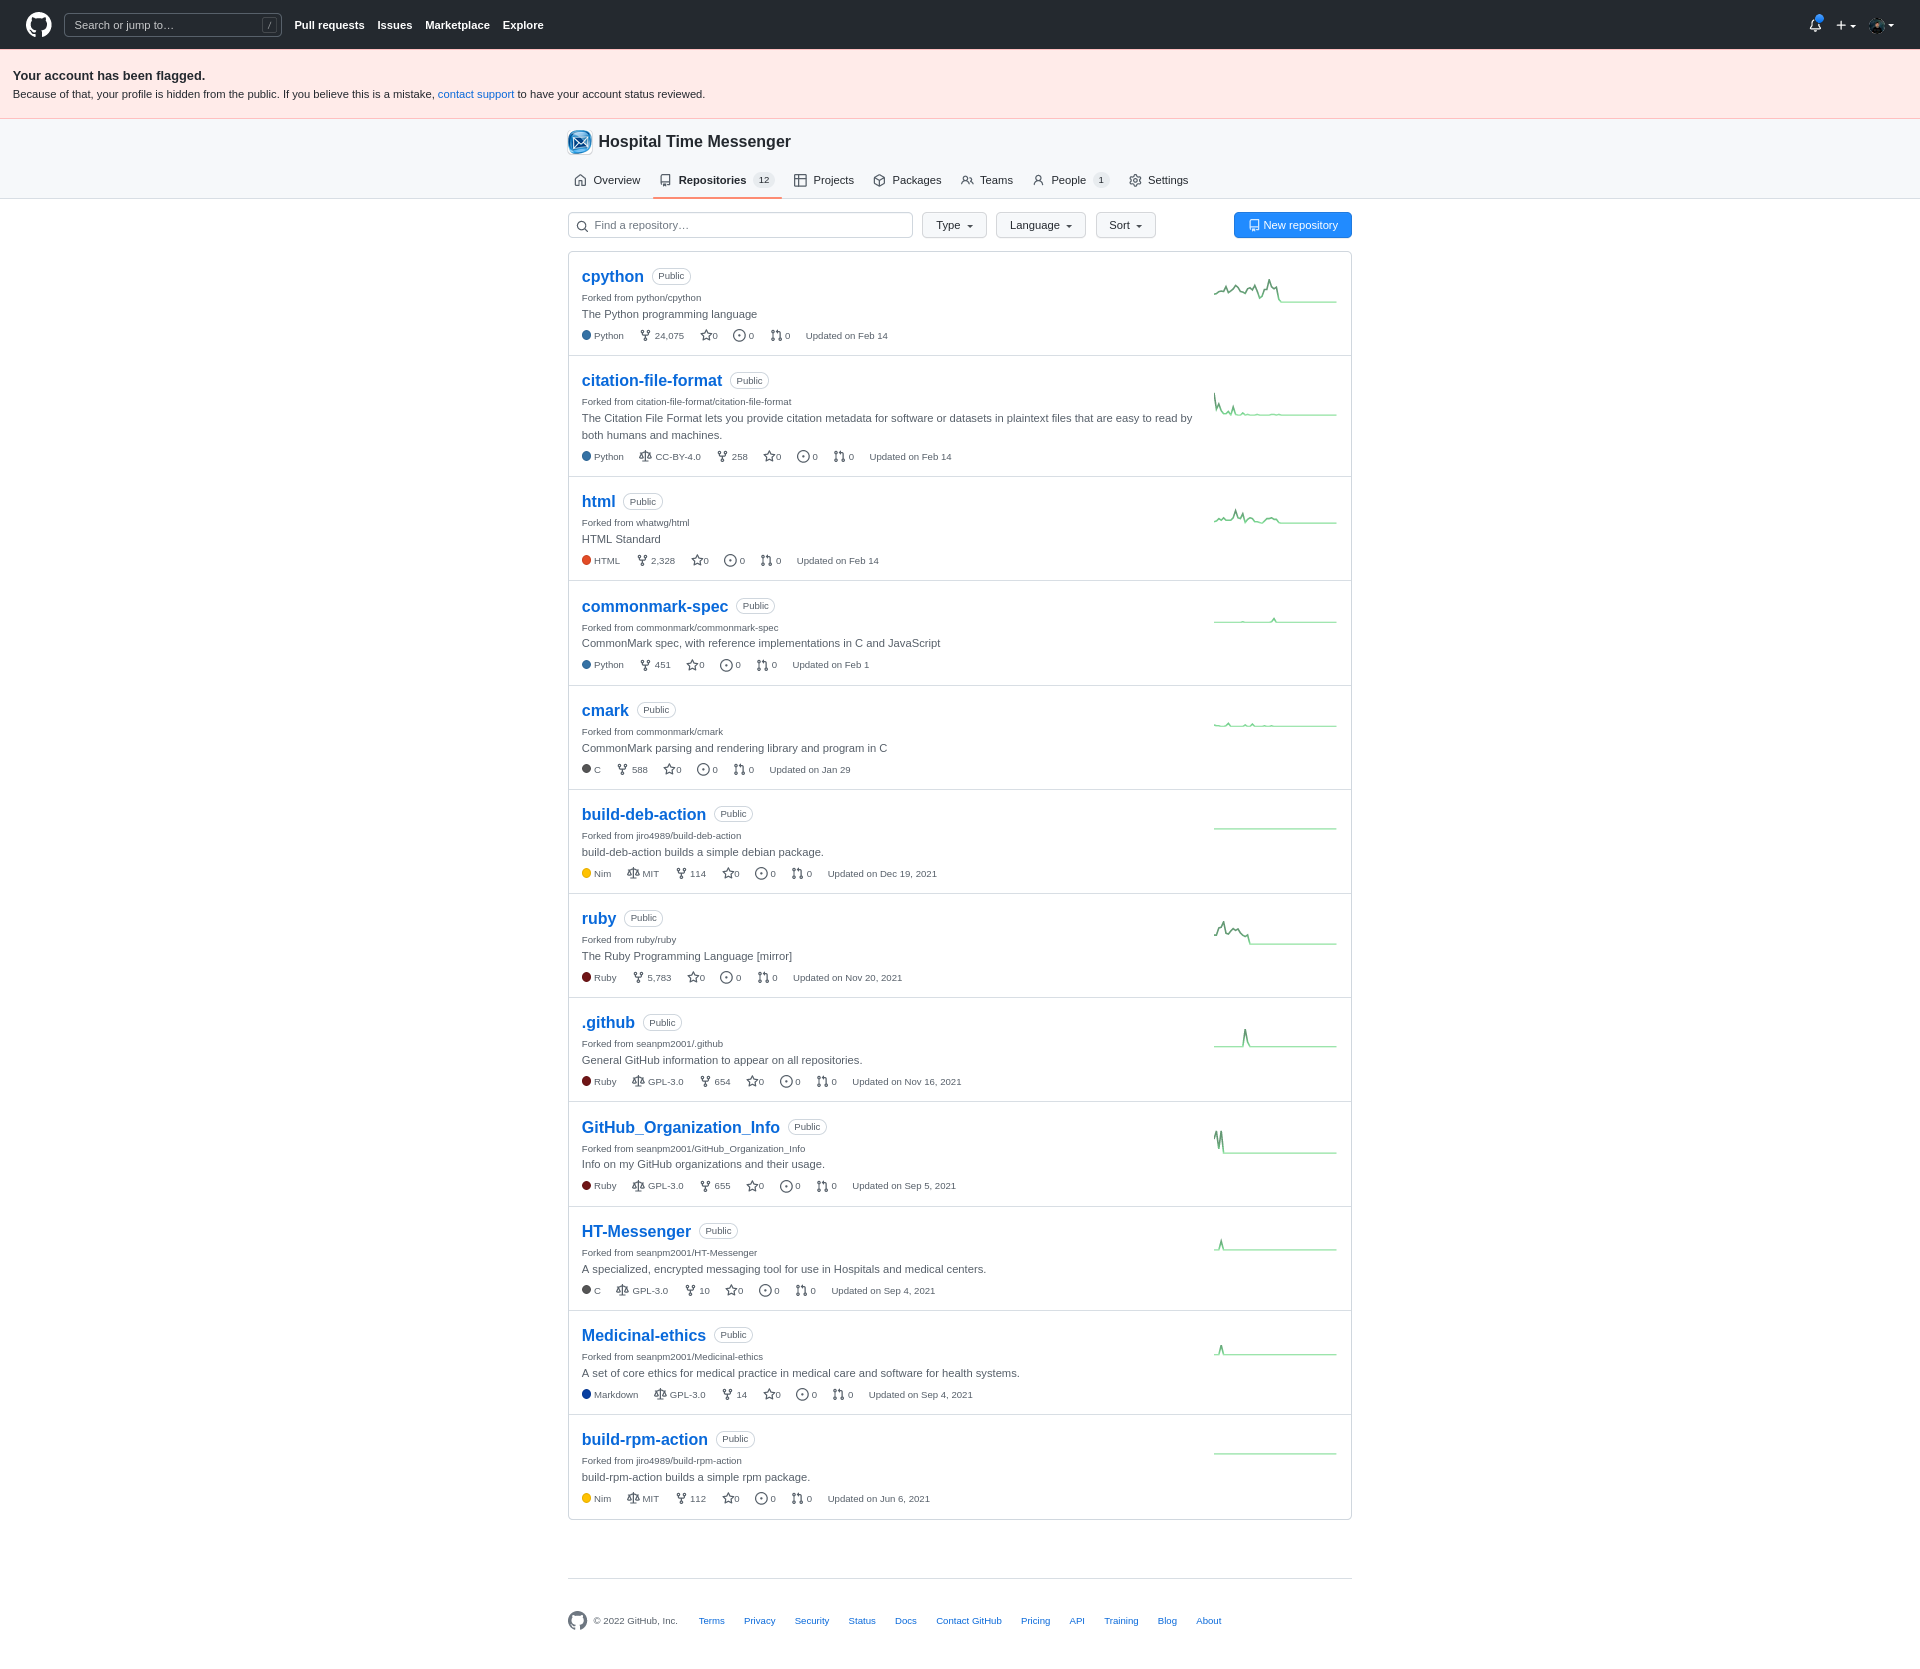 Search or jump to… /
Pull requests Issues Marketplace Explore
Your account has been flagged.
Because of that, your profile is hidden from the public. If you believe this is a mistake, contact support to have your account status reviewed.
Hospital Time Messenger
Overview Repositories 12 Projects Packages Teams People 1 Settings
Find a repository… Type Language Sort New repository
cpython Public
Forked from python/cpython
The Python programming language
Python 24,075 0 0 0 Updated on Feb 14
citation-file-format Public
Forked from citation-file-format/citation-file-format
The Citation File Format lets you provide citation metadata for software or datasets in plaintext files that are easy to read by
both humans and machines.
Python CC-BY-4.0 258 0 0 0 Updated on Feb 14
html Public
Forked from whatwg/html
HTML Standard
HTML 2,328 0 0 0 Updated on Feb 14
commonmark-spec Public
Forked from commonmark/commonmark-spec
CommonMark spec, with reference implementations in C and JavaScript
Python 451 0 0 0 Updated on Feb 1
cmark Public
Forked from commonmark/cmark
CommonMark parsing and rendering library and program in C
C 588 0 0 0 Updated on Jan 29
build-deb-action Public
Forked from jiro4989/build-deb-action
build-deb-action builds a simple debian package.
Nim MIT 114 0 0 0 Updated on Dec 19, 2021
ruby Public
Forked from ruby/ruby
The Ruby Programming Language [mirror]
Ruby 5,783 0 0 0 Updated on Nov 20, 2021
.github Public
Forked from seanpm2001/.github
General GitHub information to appear on all repositories.
Ruby GPL-3.0 654 0 0 0 Updated on Nov 16, 2021
GitHub_Organization_Info Public
Forked from seanpm2001/GitHub_Organization_Info
Info on my GitHub organizations and their usage.
Ruby GPL-3.0 655 0 0 0 Updated on Sep 5, 2021
HT-Messenger Public
Forked from seanpm2001/HT-Messenger
A specialized, encrypted messaging tool for use in Hospitals and medical centers.
C GPL-3.0 10 0 0 0 Updated on Sep 4, 2021
Medicinal-ethics Public
Forked from seanpm2001/Medicinal-ethics
A set of core ethics for medical practice in medical care and software for health systems.
Markdown GPL-3.0 14 0 0 0 Updated on Sep 4, 2021
build-rpm-action Public
Forked from jiro4989/build-rpm-action
build-rpm-action builds a simple rpm package.
Nim MIT 112 0 0 0 Updated on Jun 6, 2021
© 2022 GitHub, Inc. Terms Privacy Security Status Docs Contact GitHub Pricing API Training Blog About